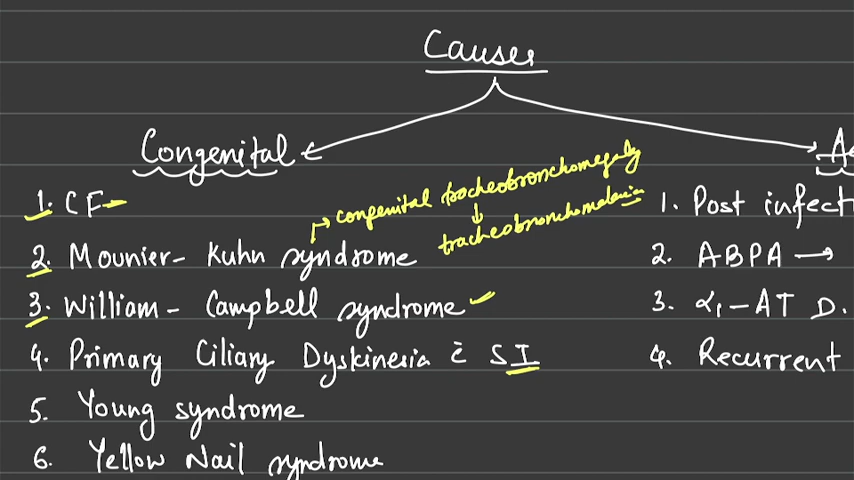 Causes
Congenital
1. CF
congenital tracheobronchomegaly
tracheobronchomalacia
2. Mounier- Kuhn syndrome
3. William- Campbell syndrome
4. Primary Ciliary Dyskinesia c̄ SI
5. Young syndrome
6. Yellow Nail syndrome
A
1. Post infect
2. ABPA →
3. α1-AT D.
4. Recurrent